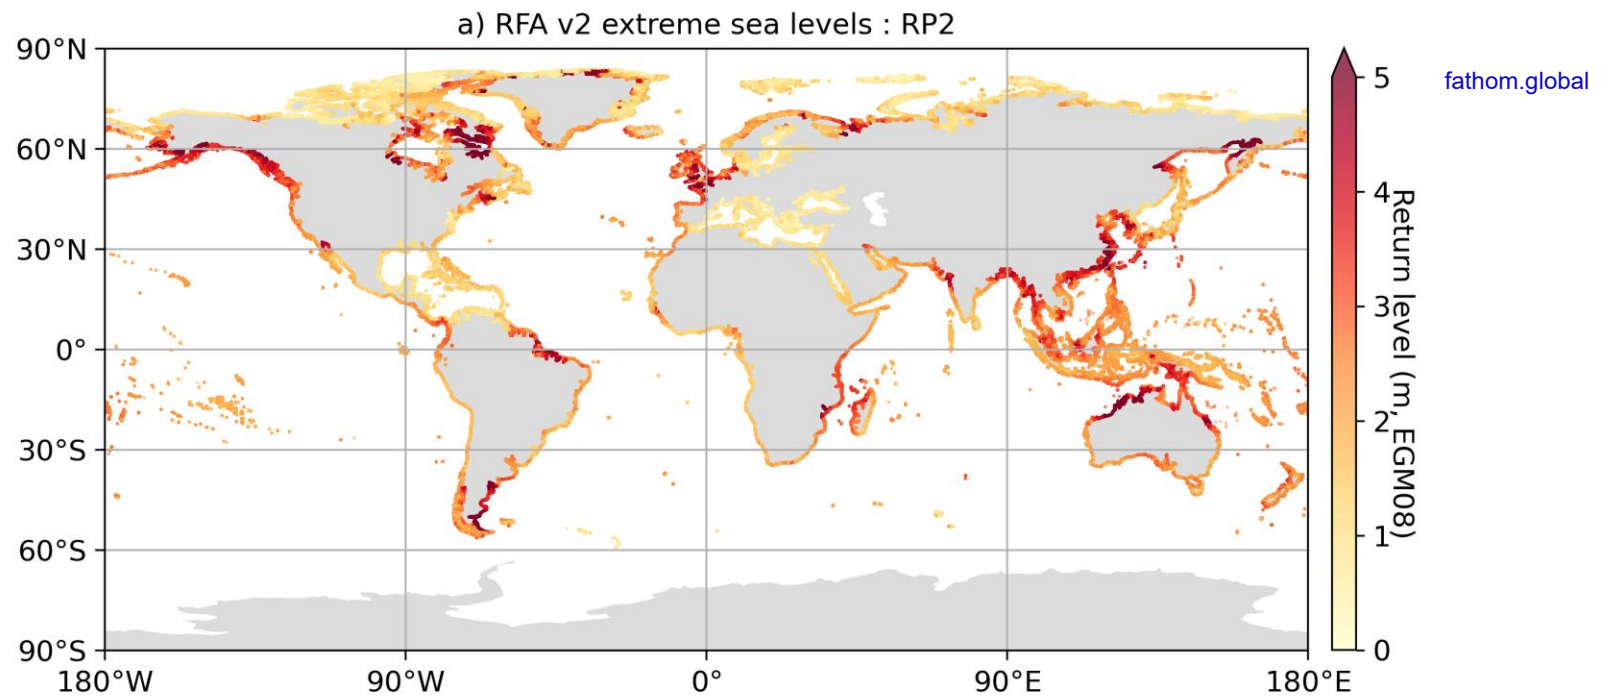 a) RFA v2 extreme sea levels : RP2
90°N
60°N
30°N
0°
30°S
60°S
90°S
180°W
90°W
0°
90°E
180°E
5
4
3
2
1
0
Return level (m, EGM08)
fathom.global